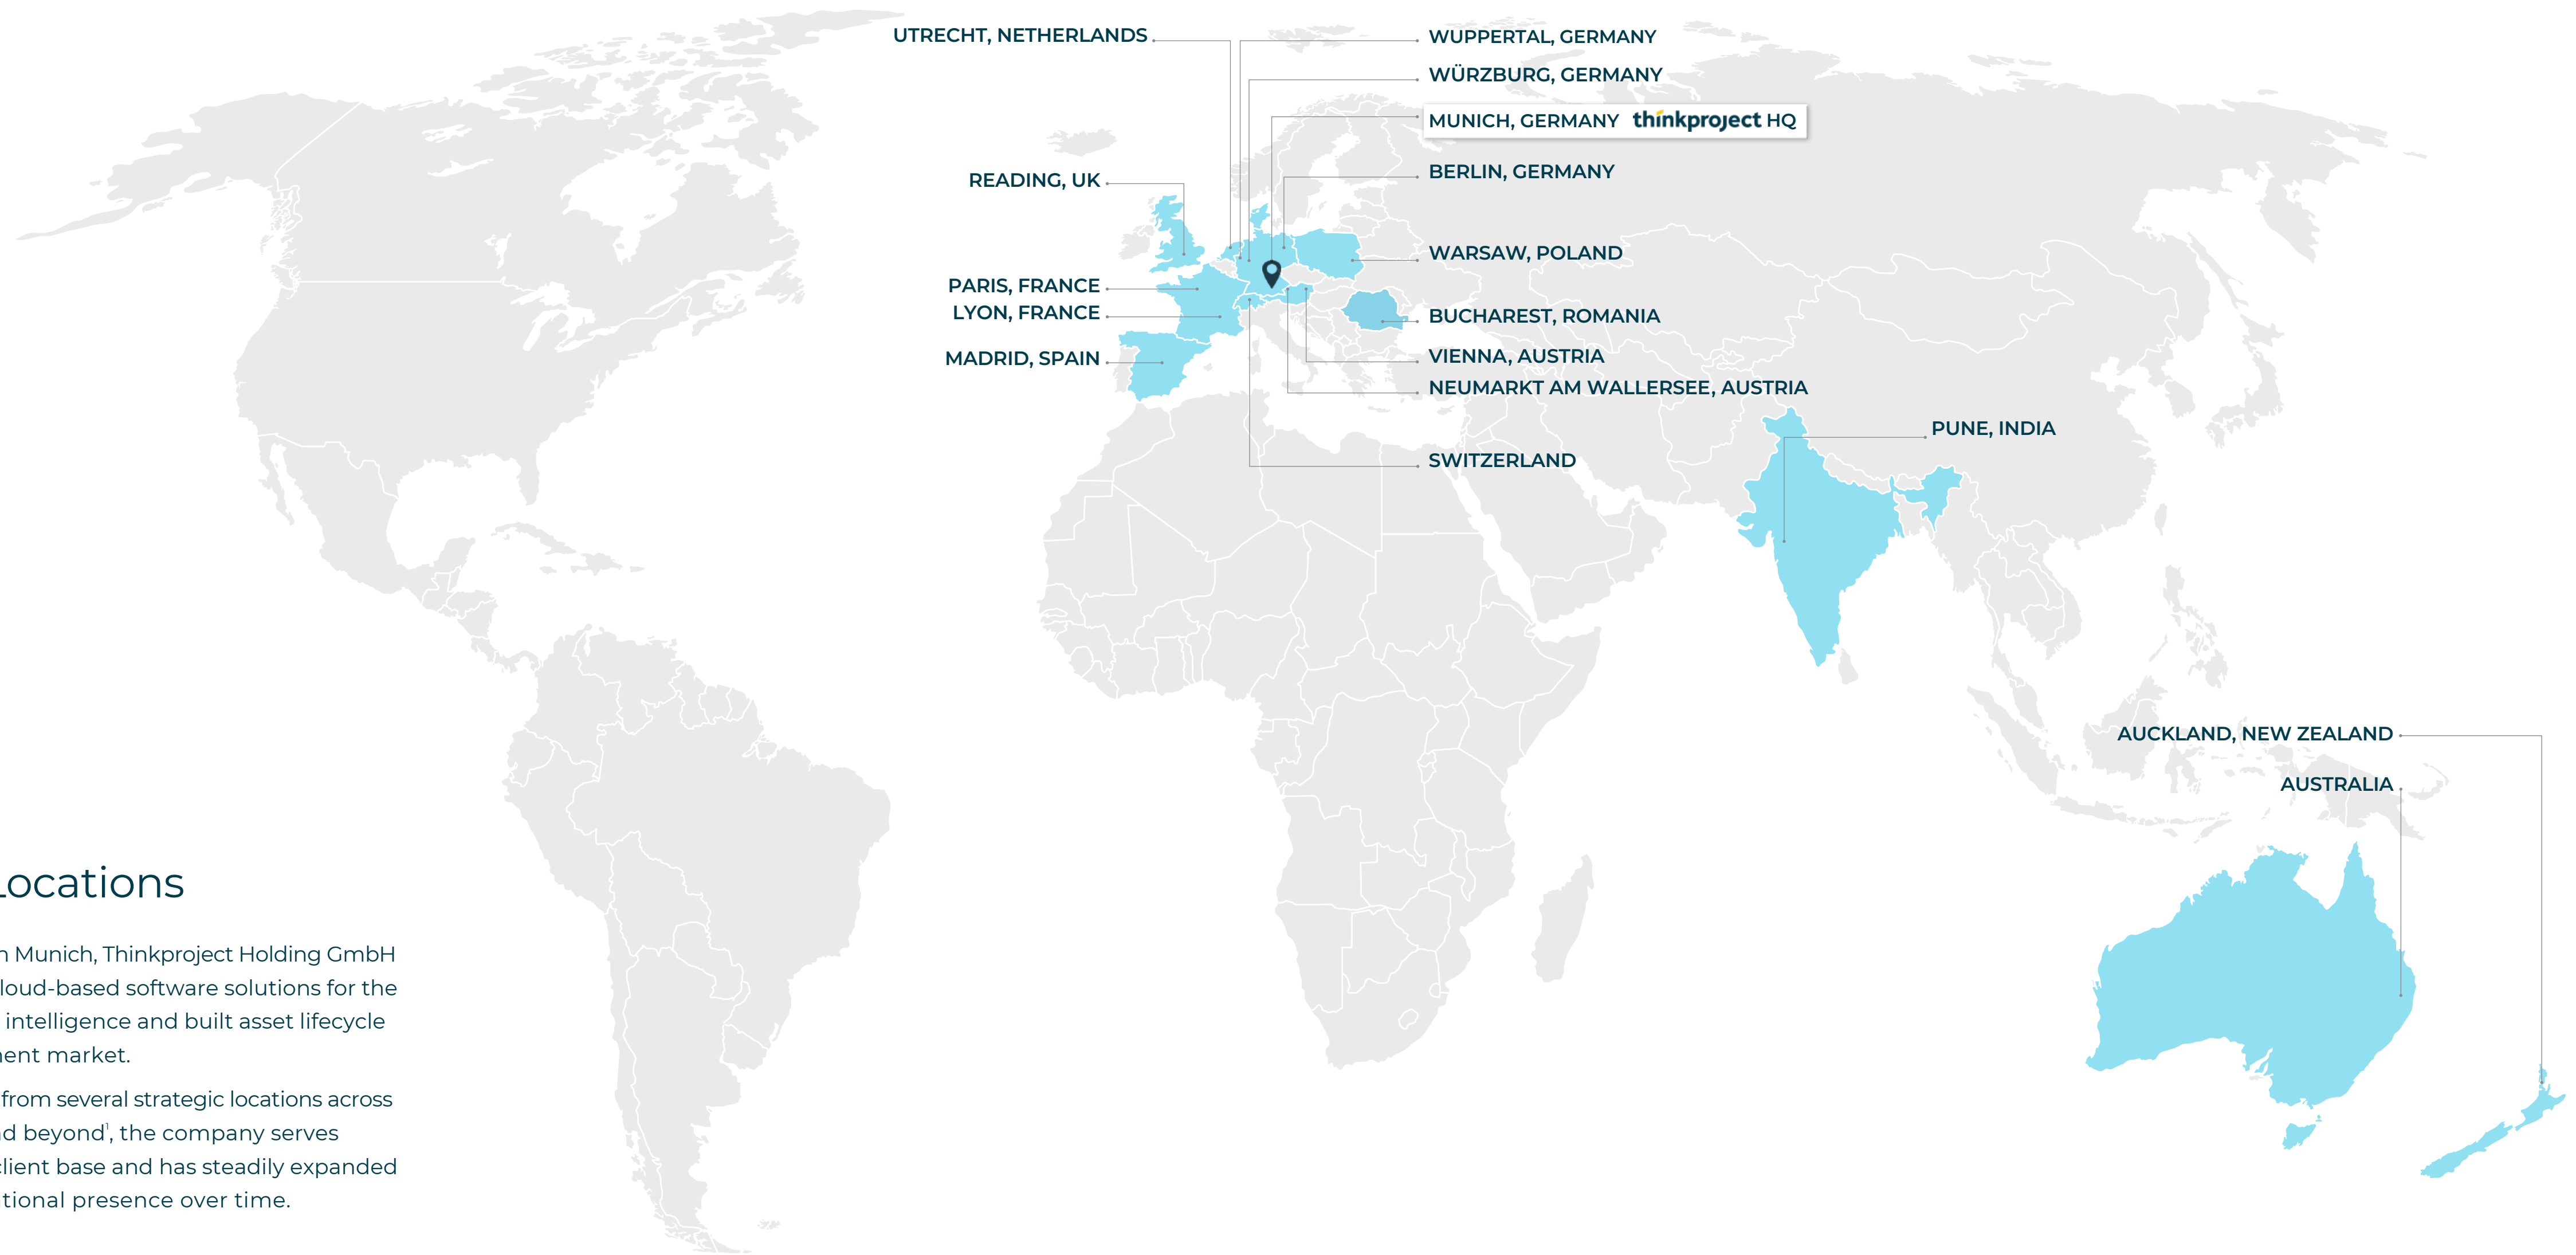 UTRECHT, NETHERLANDS
WUPPERTAL, GERMANY
WÜRZBURG, GERMANY
MUNICH, GERMANY thinkproject HQ
BERLIN, GERMANY
READING, UK
WARSAW, POLAND
PARIS, FRANCE
LYON, FRANCE
BUCHAREST, ROMANIA
MADRID, SPAIN
VIENNA, AUSTRIA
NEUMARKT AM WALLERSEE, AUSTRIA
PUNE, INDIA
SWITZERLAND
AUCKLAND, NEW ZEALAND
AUSTRALIA
Locations
Munich, Thinkproject Holding GmbH
loud-based software solutions for the
intelligence and built asset lifecycle
ent market.
from several strategic locations across
d beyond¹, the company serves
client base and has steadily expanded
tional presence over time.